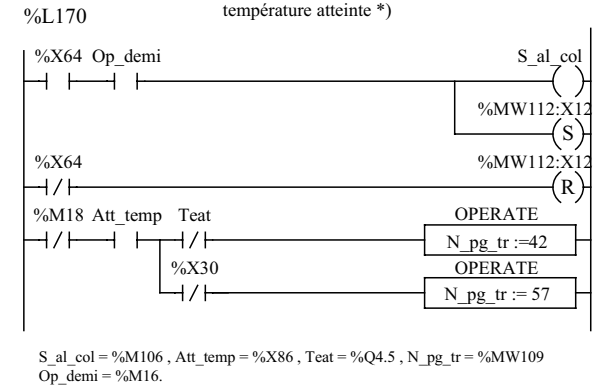 température atteinte *)
%L170
%X64 Op_demi S_al_col
%MW112:X12
S
%X64 %MW112:X12
R
%M18 Att_temp Teat OPERATE
N_pg_tr :=42
%X30 OPERATE
N_pg_tr := 57
S_al_col = %M106 , Att_temp = %X86 , Teat = %Q4.5 , N_pg_tr = %MW109
Op_demi = %M16.